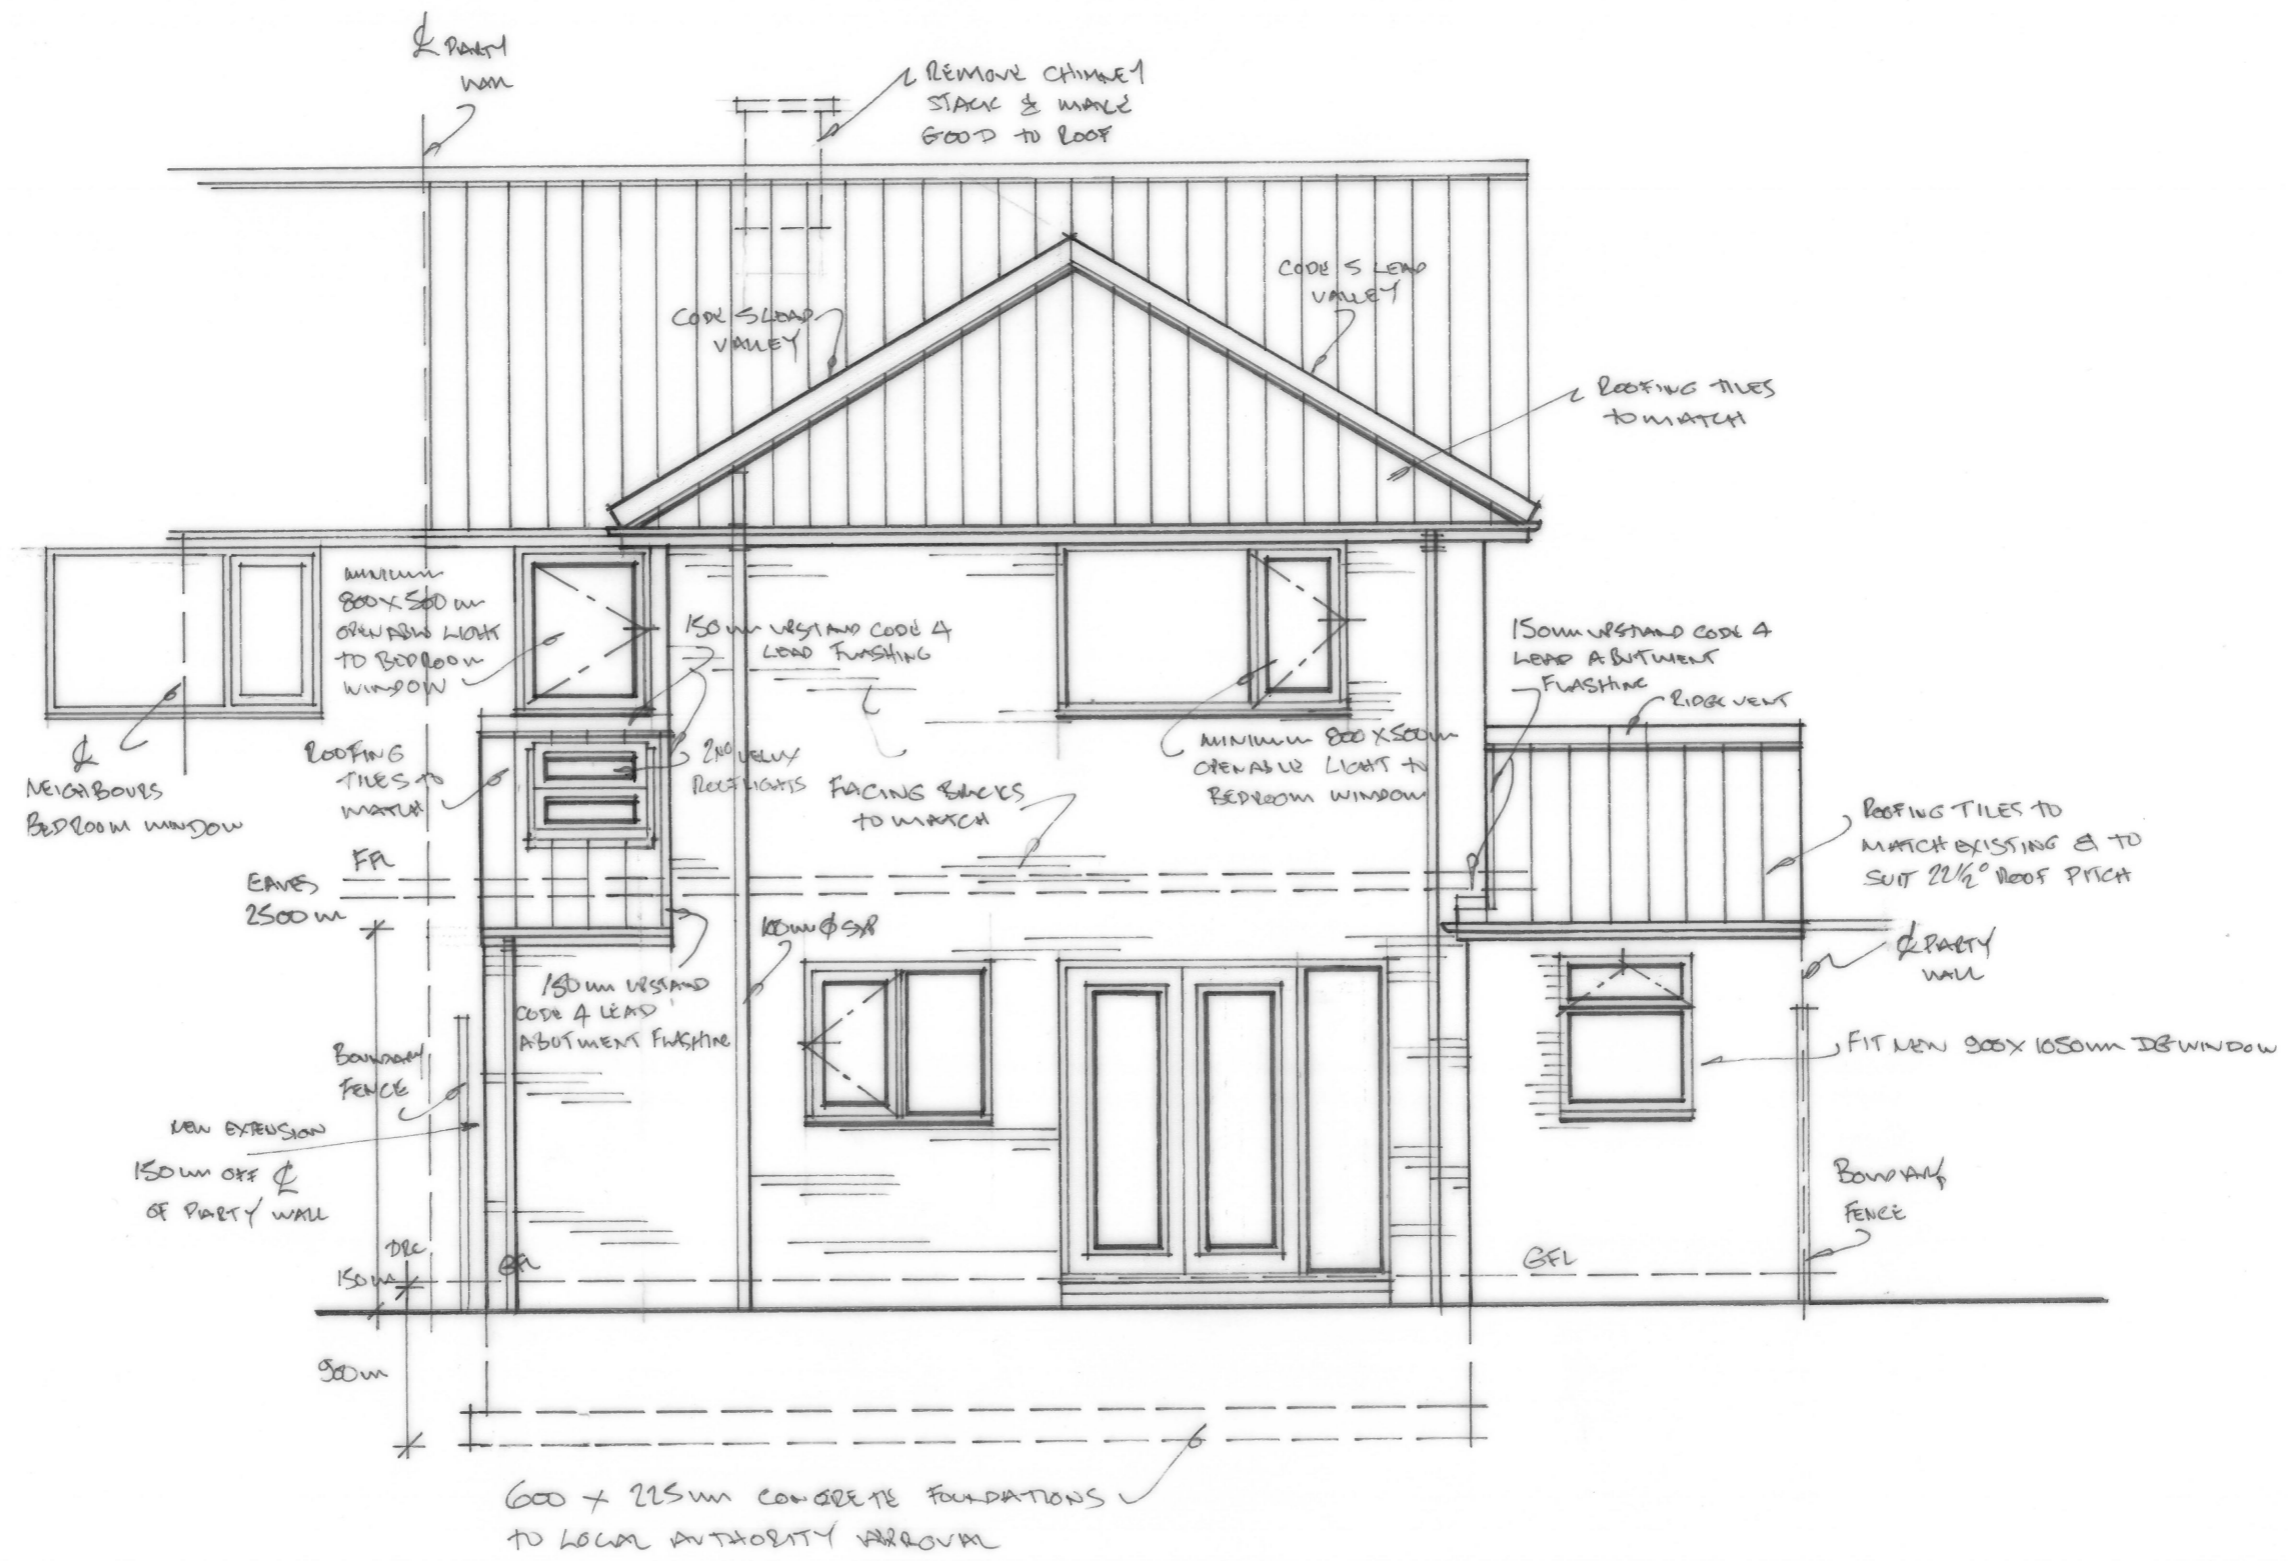 ℄ PARTY
WALL
REMOVE CHIMNEY
STACK & MAKE
GOOD TO ROOF
CODE 5 LEAD
VALLEY
CODE 5 LEAD
VALLEY
ROOFING TILES
TO MATCH
MINIMUM
800 X 500mm
OPENABLE LIGHT
TO BEDROOM
WINDOW
150mm UPSTAND CODE 4
LEAD FLASHING
150mm UPSTAND CODE 4
LEAD ABUTMENT
FLASHING
RIDGE VENT
℄
NEIGHBOURS
BEDROOM WINDOW
ROOFING
TILES TO
MATCH
2NO VELUX
ROOFLIGHTS
FACING BRICKS
TO MATCH
MINIMUM 800 X 500mm
OPENABLE LIGHT TO
BEDROOM WINDOW
ROOFING TILES TO
MATCH EXISTING & TO
SUIT 22½° ROOF PITCH
FFL
EAVES
2500m
100mm Ø SVP
℄ PARTY
WALL
150mm UPSTAND
CODE 4 LEAD
ABUTMENT FLASHING
BOUNDARY
FENCE
FIT NEW 900 X 1050mm DG WINDOW
NEW EXTENSION
150mm OFF ℄
OF PARTY WALL
BOUNDARY
FENCE
DPC
150m
GFL
GFL
900m
600 X 225mm CONCRETE FOUNDATIONS
TO LOCAL AUTHORITY APPROVAL